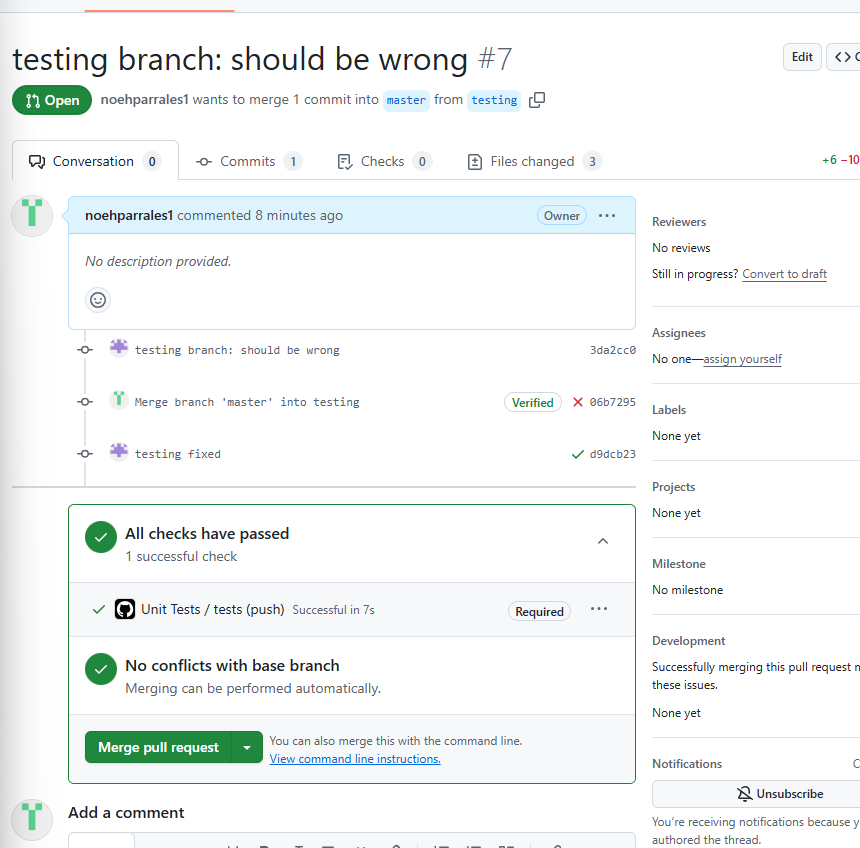 testing branch: should be wrong #7
Edit
Open
noehparrales1 wants to merge 1 commit into master from testing
Conversation 0
Commits 1
Checks 0
Files changed 3
+6 −10
noehparrales1 commented 8 minutes ago
Owner
No description provided.
testing branch: should be wrong
3da2cc0
Merge branch 'master' into testing
Verified
06b7295
testing fixed
d9dcb23
All checks have passed
1 successful check
Unit Tests / tests (push) Successful in 7s
Required
No conflicts with base branch
Merging can be performed automatically.
Merge pull request
You can also merge this with the command line.
View command line instructions.
Add a comment
Reviewers
No reviews
Still in progress? Convert to draft
Assignees
No one—assign yourself
Labels
None yet
Projects
None yet
Milestone
No milestone
Development
Successfully merging this pull request
these issues.
None yet
Notifications
Unsubscribe
You're receiving notifications because
authored the thread.